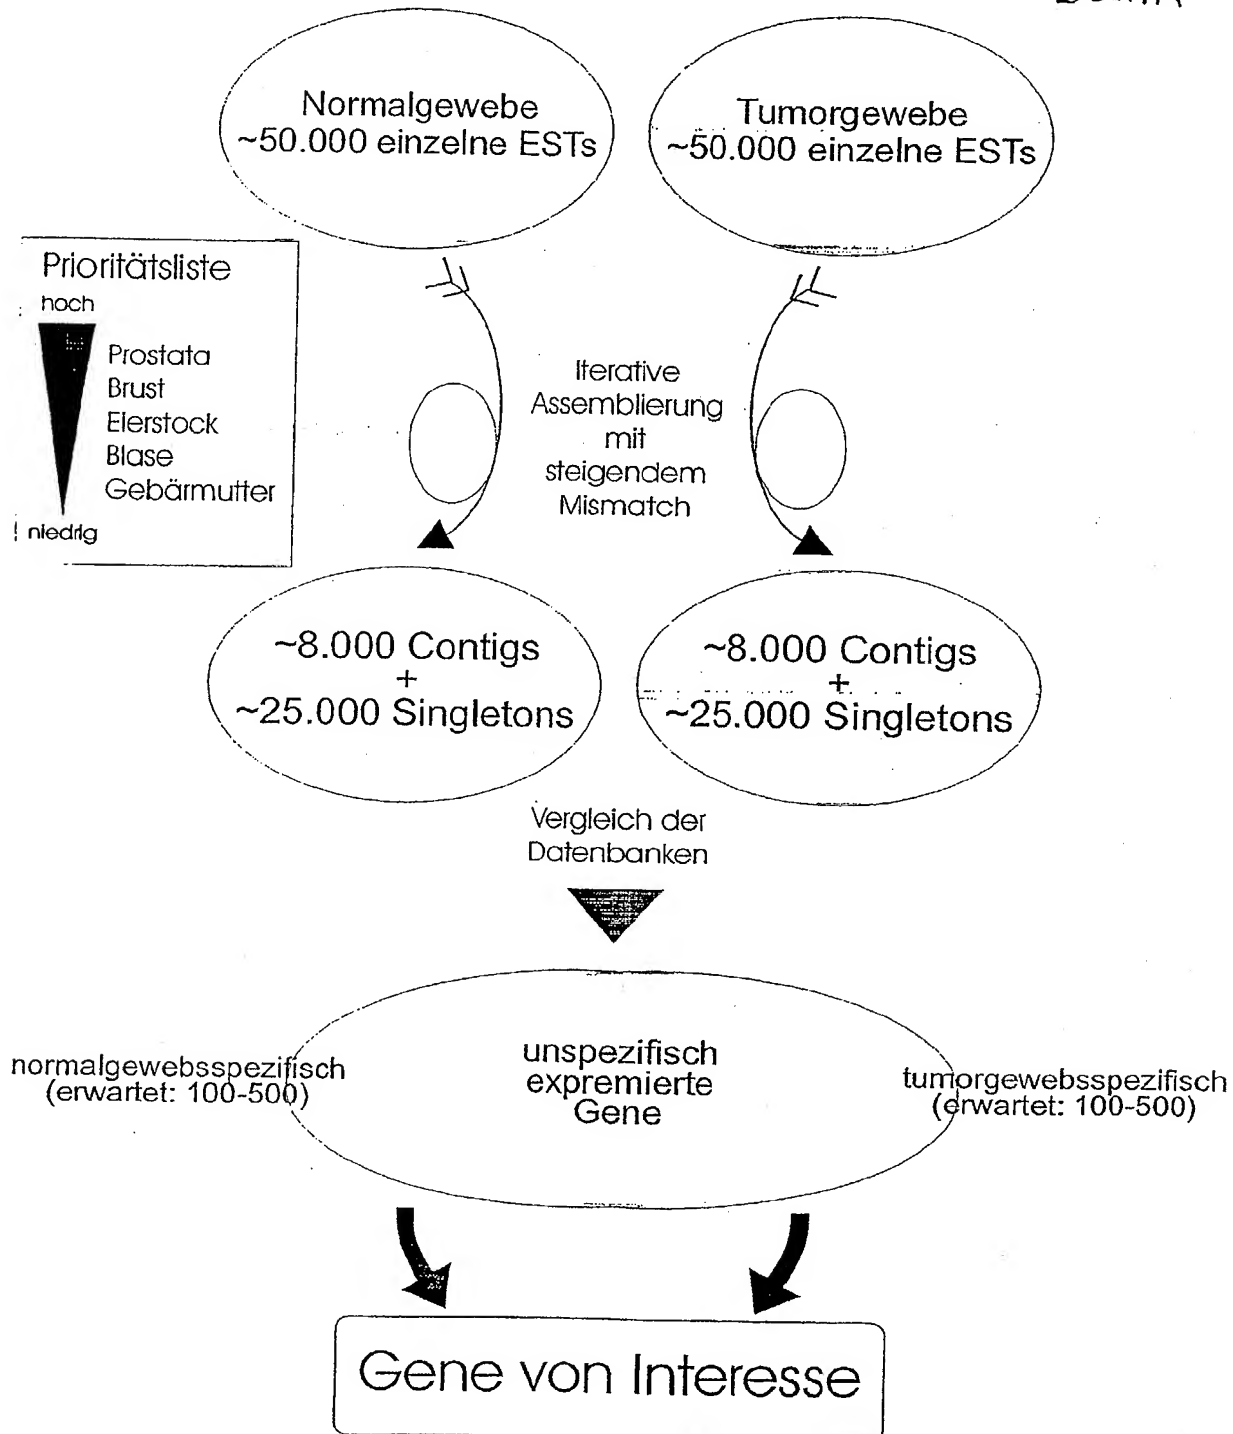 Normalgewebe
~50.000 einzelne ESTs
Tumorgewebe
~50.000 einzelne ESTs
Prioritätsliste
hoch
Prostata
Brust
Eierstock
Blase
Gebärmutter
niedrig
Iterative
Assemblierung
mit
steigendem
Mismatch
~8.000 Contigs
+
~25.000 Singletons
~8.000 Contigs
+
~25.000 Singletons
Vergleich der
Datenbanken
normalgewebsspezifisch
(erwartet: 100-500)
unspezifisch
expremierte
Gene
tumorgewebsspezifisch
(erwartet: 100-500)
Gene von Interesse